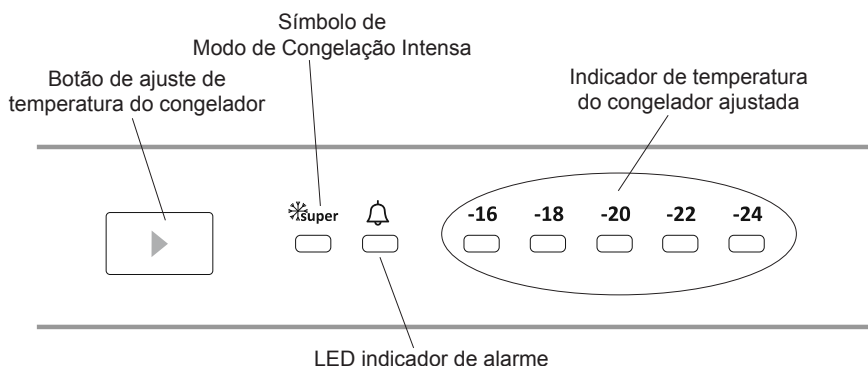 Símbolo de
Modo de Congelação Intensa
Botão de ajuste de
temperatura do congelador
Indicador de temperatura
do congelador ajustada
super
-16 -18 -20 -22 -24
LED indicador de alarme